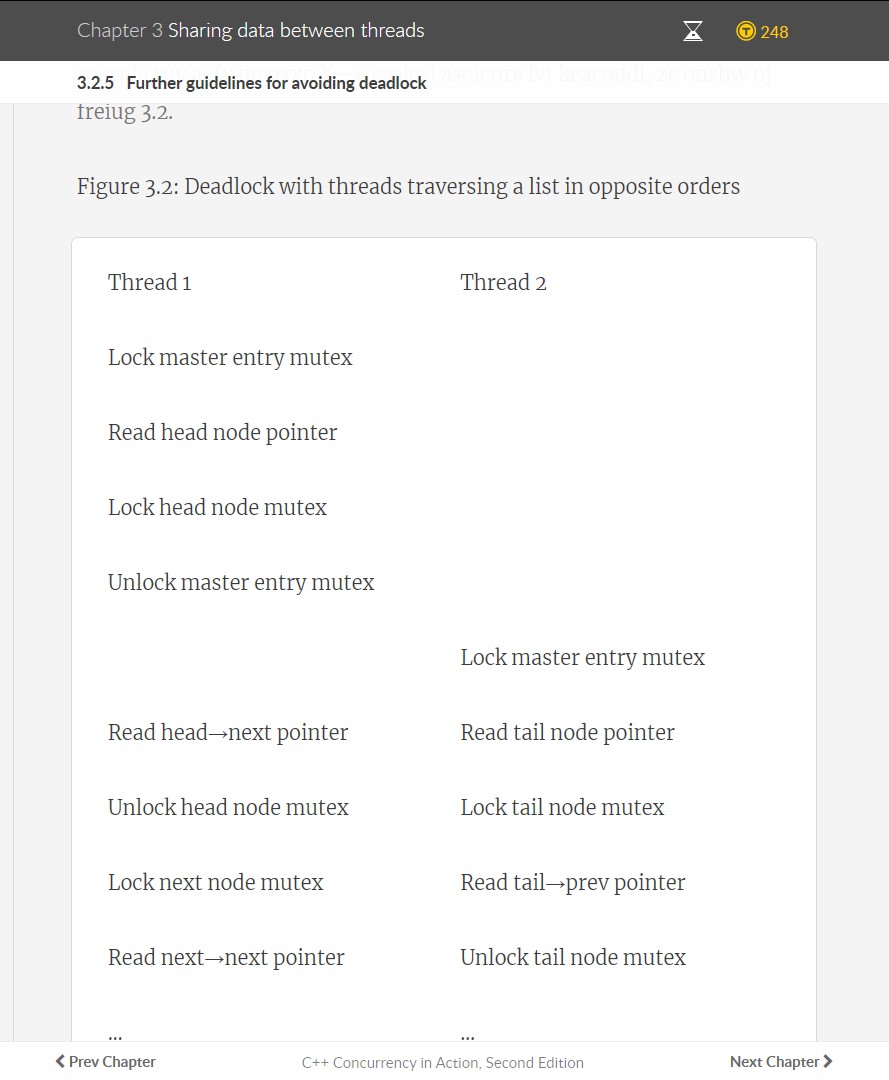 Chapter 3 Sharing data between threads
248
3.2.5 Further guidelines for avoiding deadlock
freiug 3.2.
Figure 3.2: Deadlock with threads traversing a list in opposite orders
Thread 1 Thread 2
Lock master entry mutex
Read head node pointer
Lock head node mutex
Unlock master entry mutex
Lock master entry mutex
Read head→next pointer Read tail node pointer
Unlock head node mutex Lock tail node mutex
Lock next node mutex Read tail→prev pointer
Read next→next pointer Unlock tail node mutex
... ...
Prev Chapter C++ Concurrency in Action, Second Edition Next Chapter